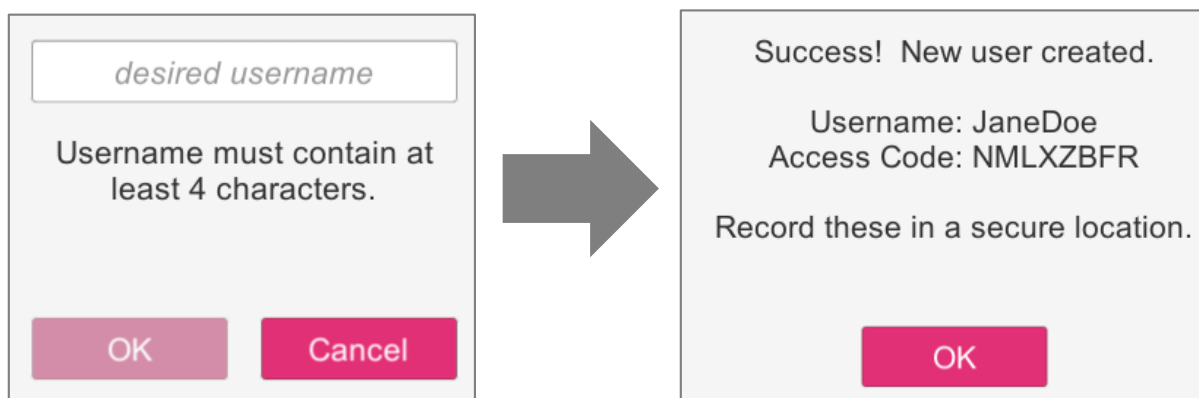 desired username
Username must contain at
least 4 characters.
OK
Cancel
Success!  New user created.
Username: JaneDoe
Access Code: NMLXZBFR
Record these in a secure location.
OK